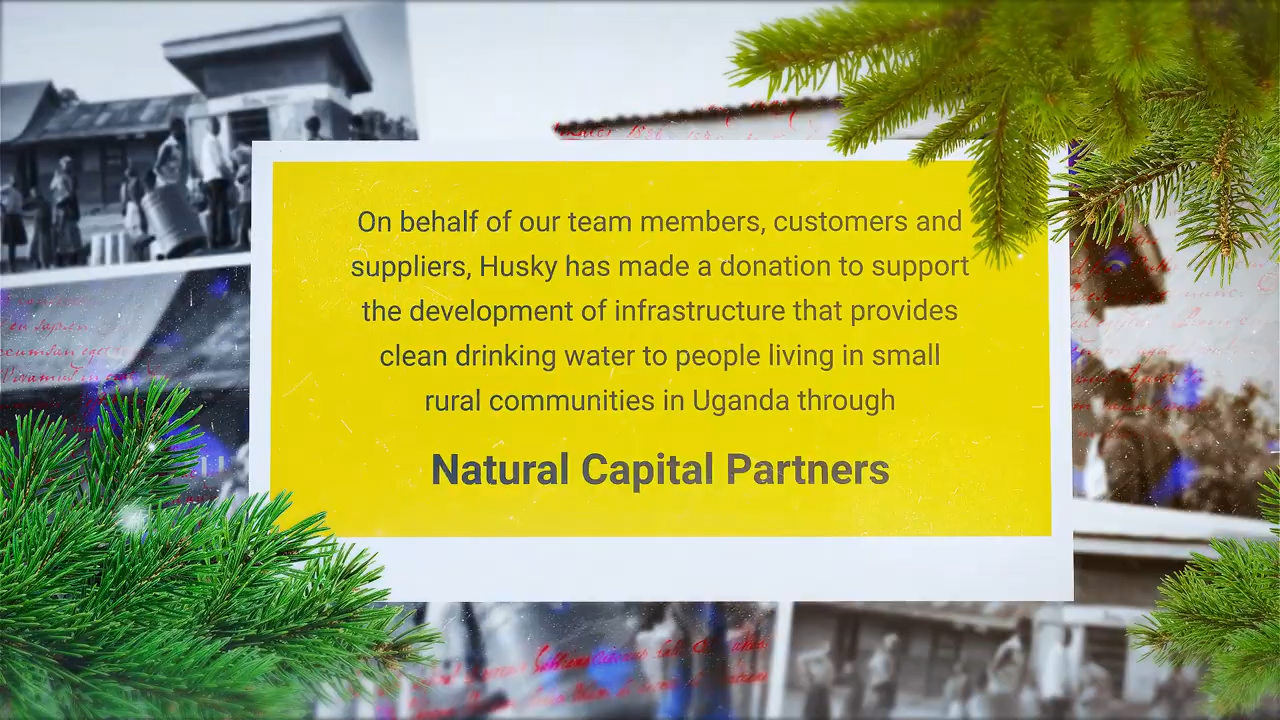 On behalf of our team members, customers and
suppliers, Husky has made a donation to support
the development of infrastructure that provides
clean drinking water to people living in small
rural communities in Uganda through
Natural Capital Partners